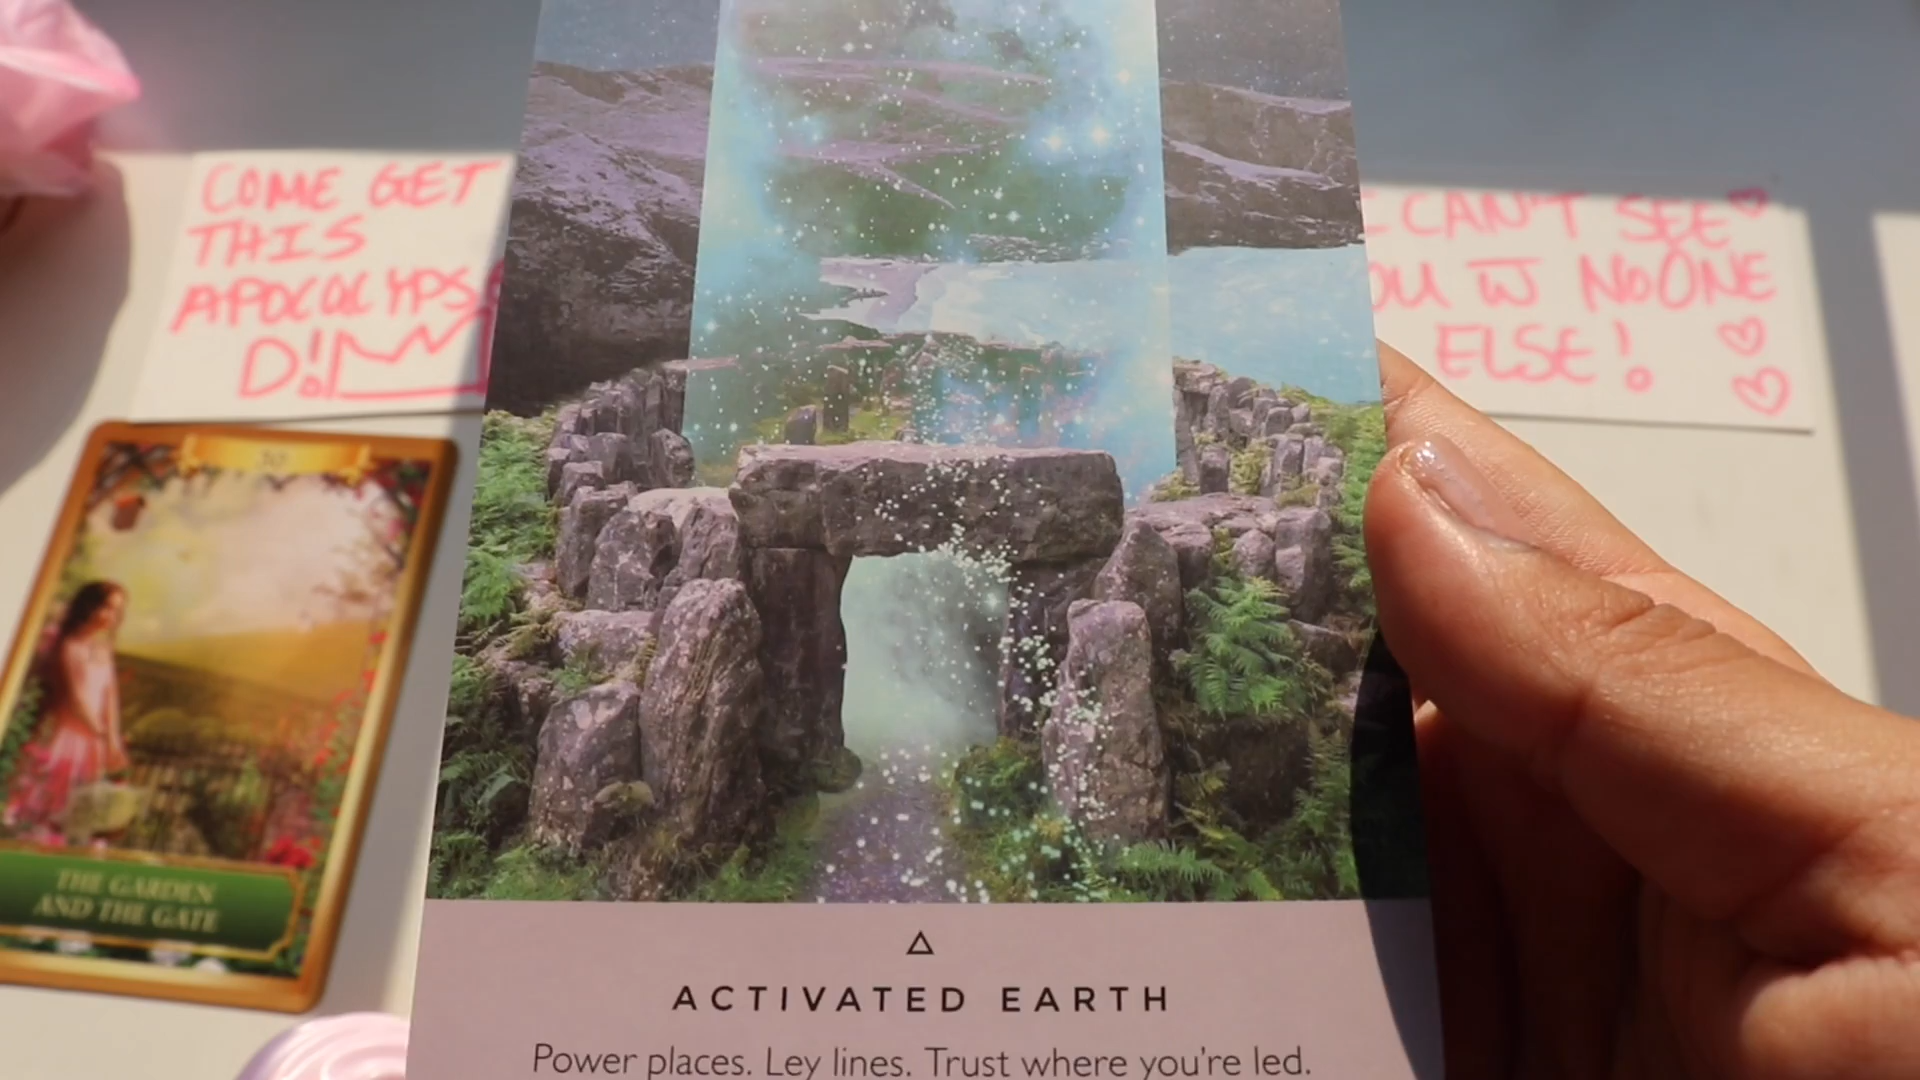 COME GET
THIS
APOCOLYPS
D!
I CAN'T SEE
OU W NOONE
ELSE!
30
THE GARDEN
AND THE GATE
ACTIVATED EARTH
Power places. Ley lines. Trust where you're led.